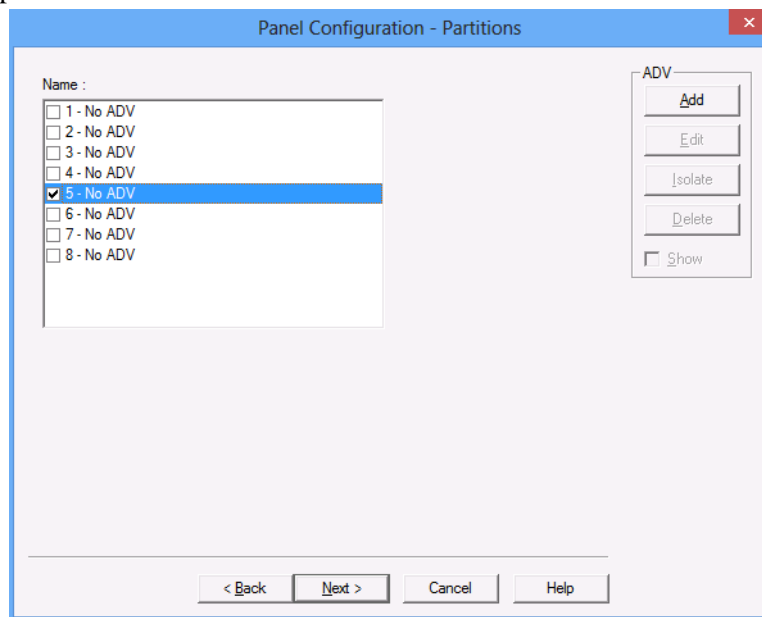 Panel Configuration - Partitions
Name :
1 - No ADV
2 - No ADV
3 - No ADV
4 - No ADV
5 - No ADV
6 - No ADV
7 - No ADV
8 - No ADV
ADV
Add
Edit
Isolate
Delete
Show
< Back
Next >
Cancel
Help